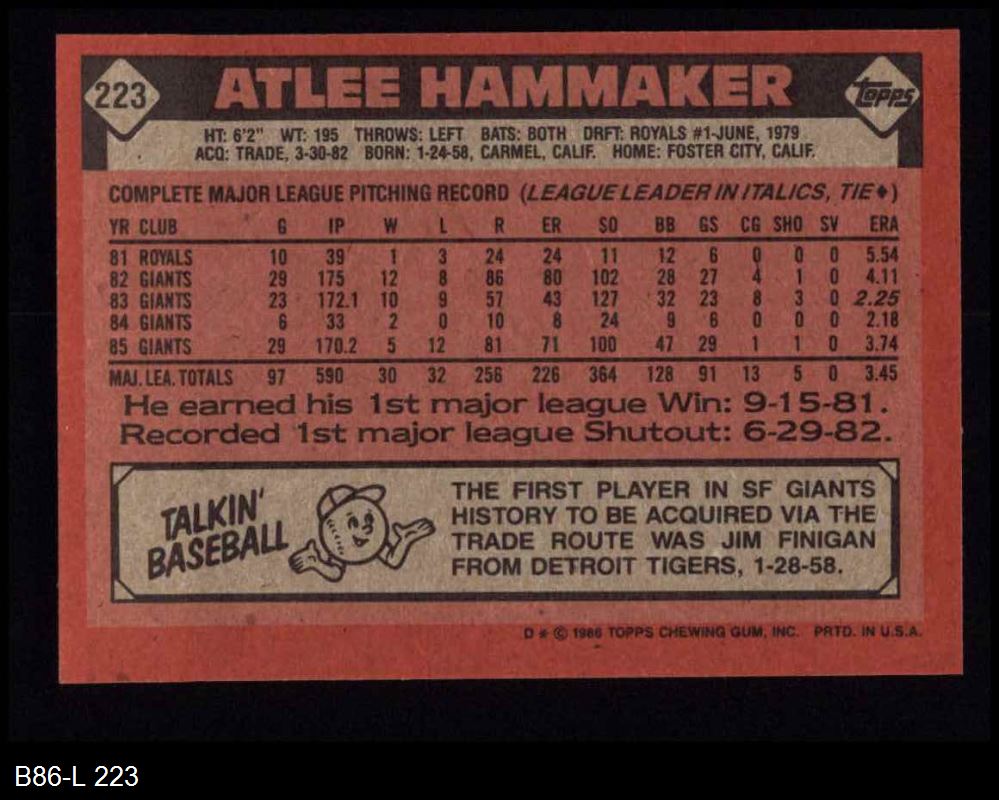 223 ATLEE HAMMAKER topps
HT: 6'2" WT: 195 THROWS: LEFT BATS: BOTH DRFT: ROYALS #1-JUNE, 1979
ACQ: TRADE, 3-30-82 BORN: 1-24-58, CARMEL, CALIF. HOME: FOSTER CITY, CALIF.
COMPLETE MAJOR LEAGUE PITCHING RECORD (LEAGUE LEADER IN ITALICS, TIE♦)
YR CLUB G IP W L R ER SO BB GS CG SHO SV ERA
81 ROYALS 10 39 1 3 24 24 11 12 6 0 0 0 5.54
82 GIANTS 29 175 12 8 86 80 102 28 27 4 1 0 4.11
83 GIANTS 23 172.1 10 9 57 43 127 32 23 8 3 0 2.25
84 GIANTS 6 33 2 0 10 8 24 9 6 0 0 0 2.18
85 GIANTS 29 170.2 5 12 81 71 100 47 29 1 1 0 3.74
MAJ. LEA. TOTALS 97 590 30 32 256 226 364 128 91 13 5 0 3.45
He earned his 1st major league Win: 9-15-81.
Recorded 1st major league Shutout: 6-29-82.
TALKIN'
BASEBALL
THE FIRST PLAYER IN SF GIANTS
HISTORY TO BE ACQUIRED VIA THE
TRADE ROUTE WAS JIM FINIGAN
FROM DETROIT TIGERS, 1-28-58.
D * © 1986 TOPPS CHEWING GUM, INC. PRTD. IN U.S.A.
B86-L 223